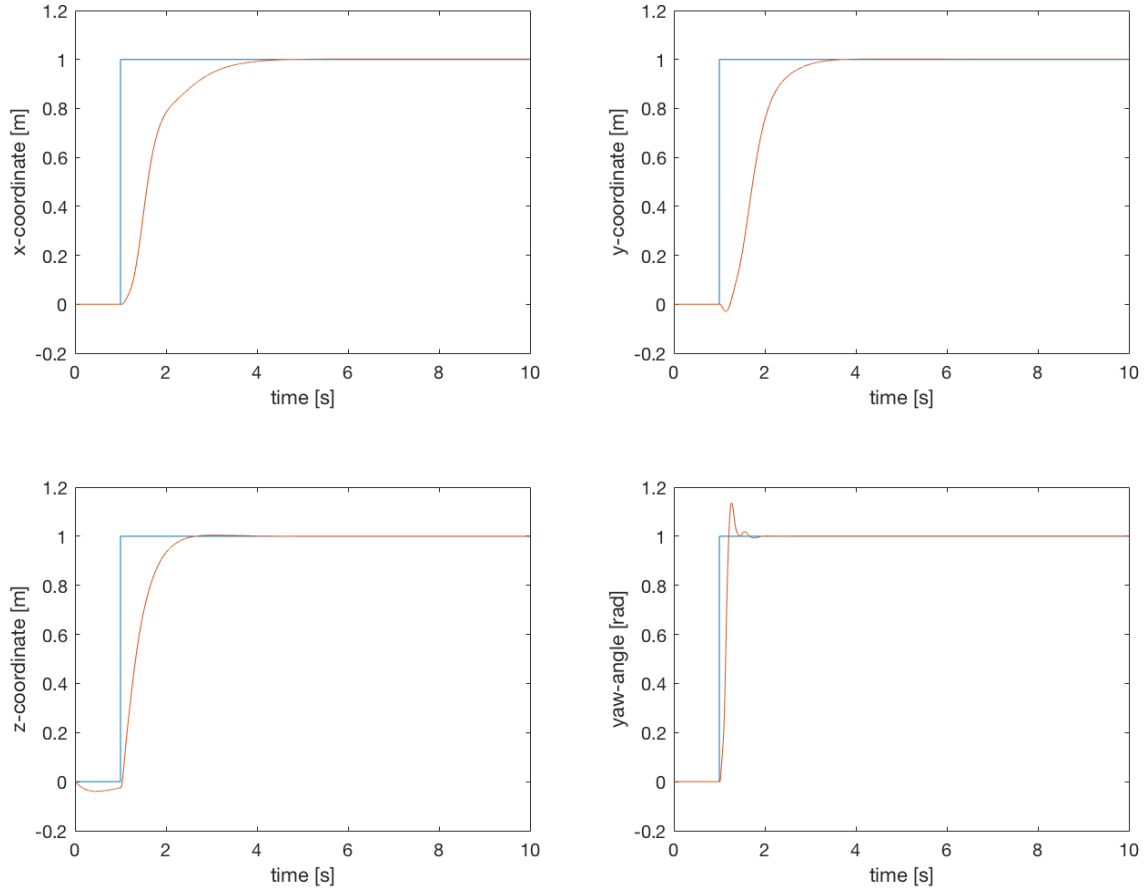 1.2
1
0.8
0.6
0.4
0.2
0
-0.2
x-coordinate [m]
0 2 4 6 8 10
time [s]
1.2
1
0.8
0.6
0.4
0.2
0
-0.2
y-coordinate [m]
0 2 4 6 8 10
time [s]
1.2
1
0.8
0.6
0.4
0.2
0
-0.2
z-coordinate [m]
0 2 4 6 8 10
time [s]
1.2
1
0.8
0.6
0.4
0.2
0
-0.2
yaw-angle [rad]
0 2 4 6 8 10
time [s]